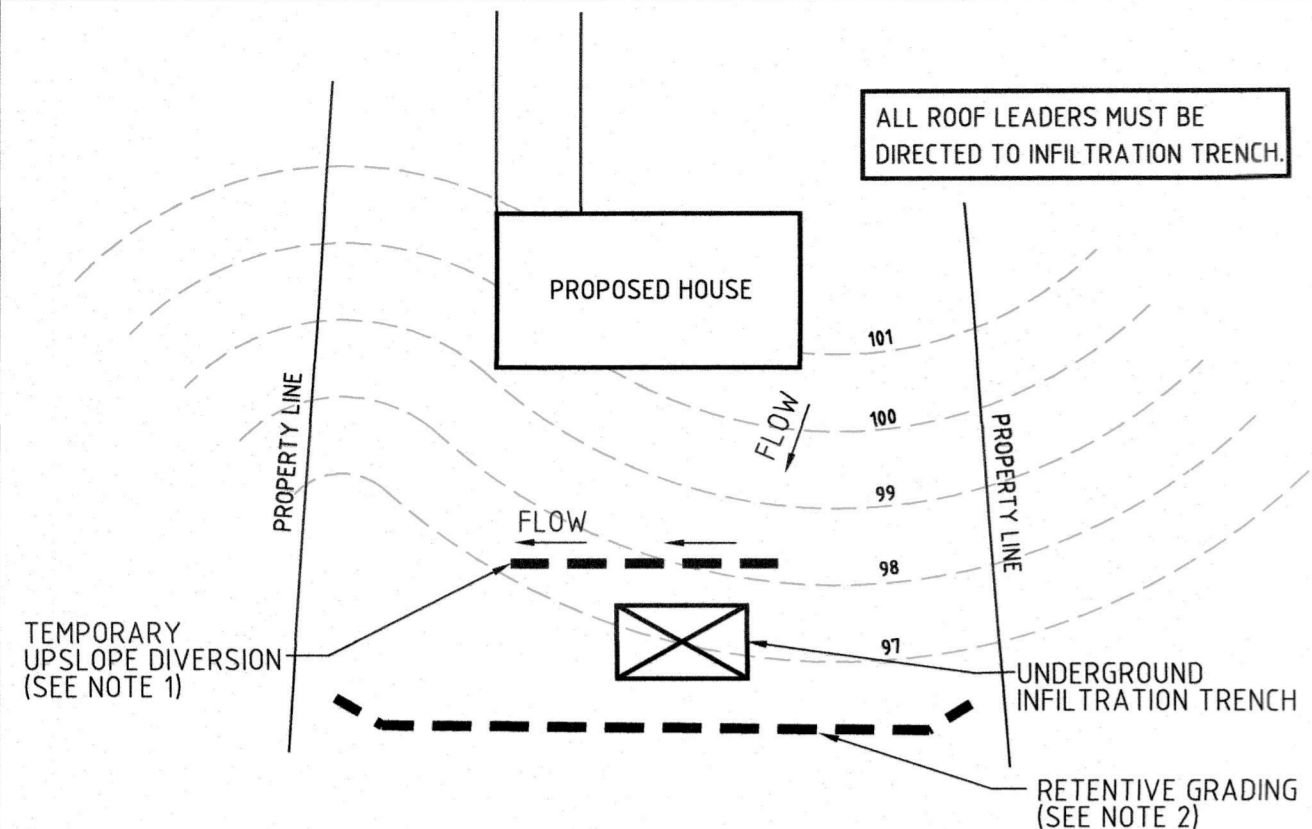 ALL ROOF LEADERS MUST BE
DIRECTED TO INFILTRATION TRENCH.
PROPOSED HOUSE
101
100
99
98
97
FLOW
FLOW
PROPERTY LINE
PROPERTY LINE
TEMPORARY
UPSLOPE DIVERSION
(SEE NOTE 1)
UNDERGROUND
INFILTRATION TRENCH
RETENTIVE GRADING
(SEE NOTE 2)